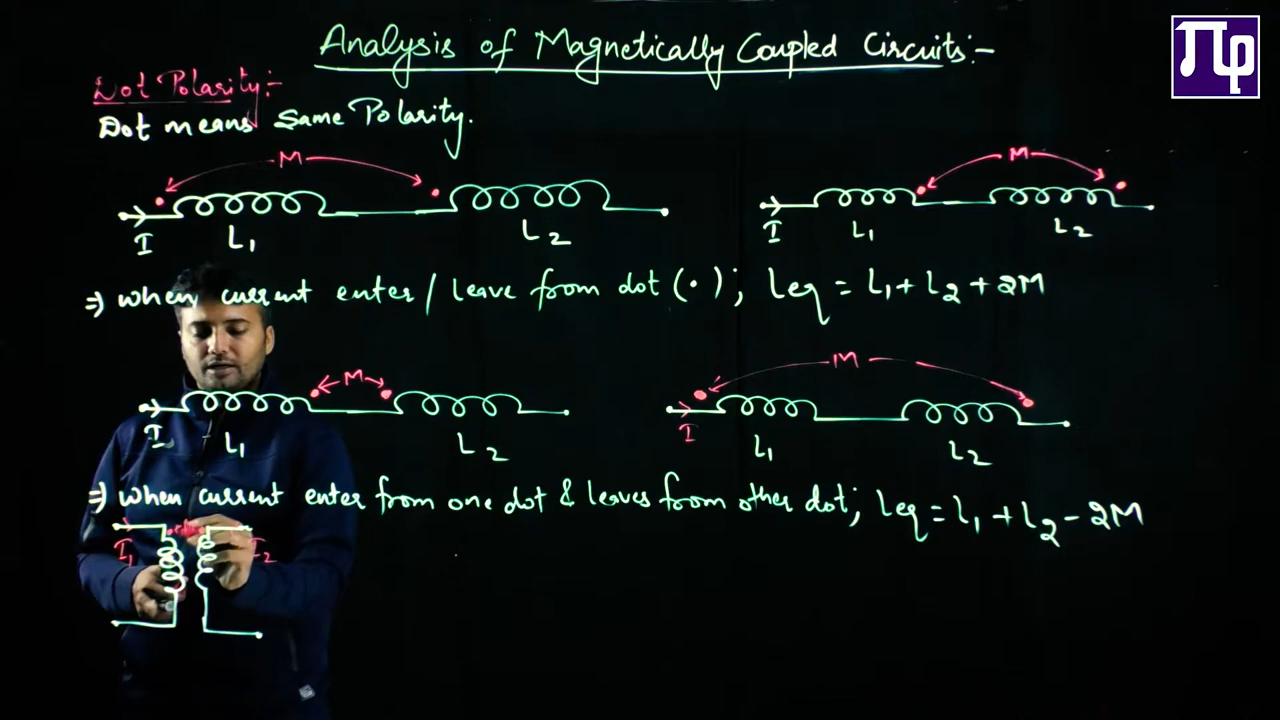 Analysis of Magnetically Coupled Circuits:-
Dot Polarity:-
Dot means Same Polarity.
M
M
I L1 L2
I L1 L2
=) When current enter / leave from dot (•); Leq = L1 + L2 + 2M
M
M
I L1 L2
I L1 L2
=) When current enter from one dot & leaves from other dot; Leq = L1 + L2 - 2M
I1 I2
πφ